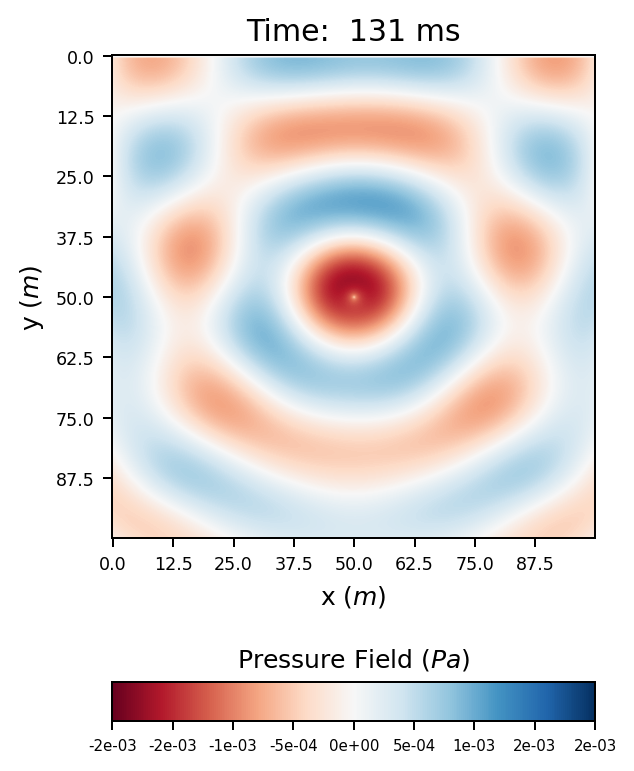 Time:  131 ms
0.0
12.5
25.0
37.5
50.0
62.5
75.0
87.5
y (m)
0.0 12.5 25.0 37.5 50.0 62.5 75.0 87.5
x (m)
Pressure Field (Pa)
-2e-03 -2e-03 -1e-03 -5e-04 0e+00 5e-04 1e-03 2e-03 2e-03